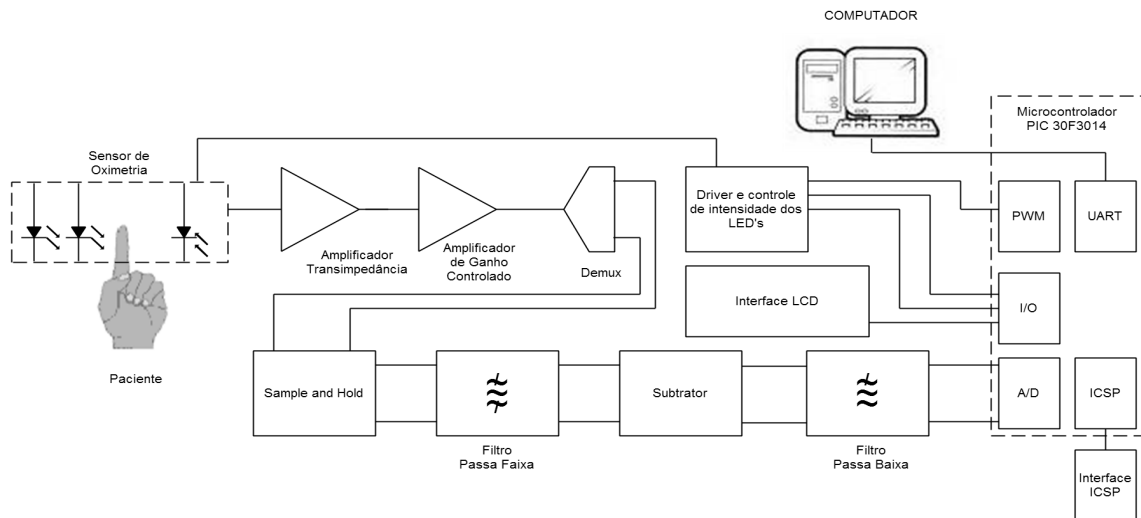 COMPUTADOR
Microcontrolador
PIC 30F3014
Sensor de
Oximetria
Driver e controle
de intensidade dos
LED's
PWM
UART
Amplificador
Transimpedância
Amplificador
de Ganho
Controlado
Demux
Interface LCD
I/O
Paciente
Sample and Hold
Subtrator
A/D
ICSP
Filtro
Passa Faixa
Filtro
Passa Baixa
Interface
ICSP